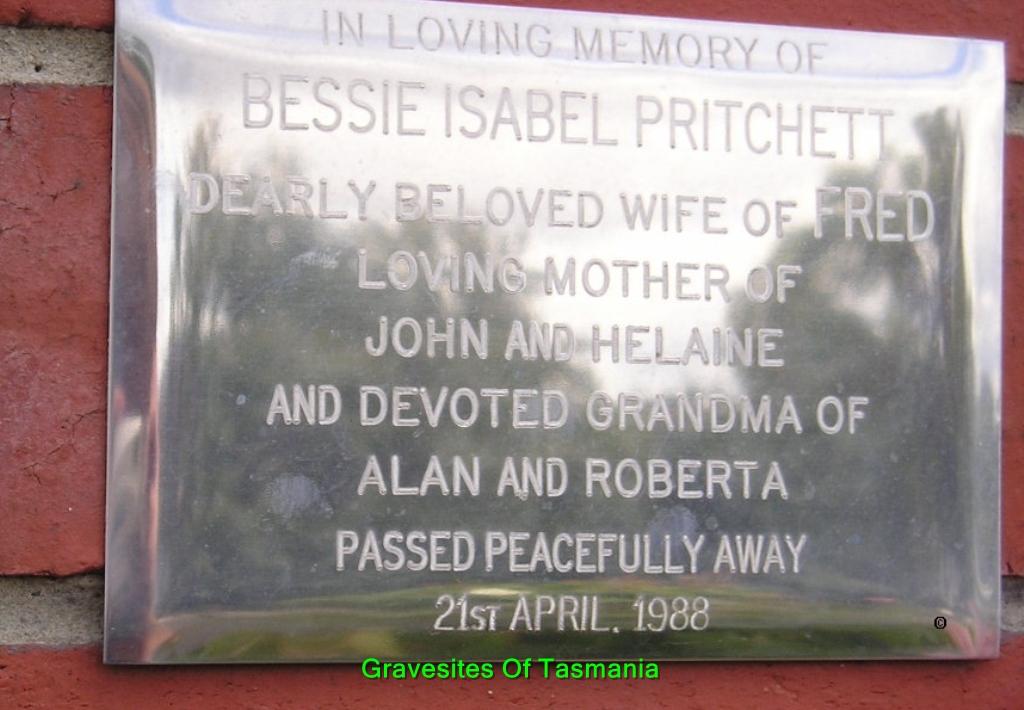 IN LOVING MEMORY OF
BESSIE ISABEL PRITCHETT
DEARLY BELOVED WIFE OF FRED
LOVING MOTHER OF
JOHN AND HELAINE
AND DEVOTED GRANDMA OF
ALAN AND ROBERTA
PASSED PEACEFULLY AWAY
21ST APRIL. 1988
©
Gravesites Of Tasmania